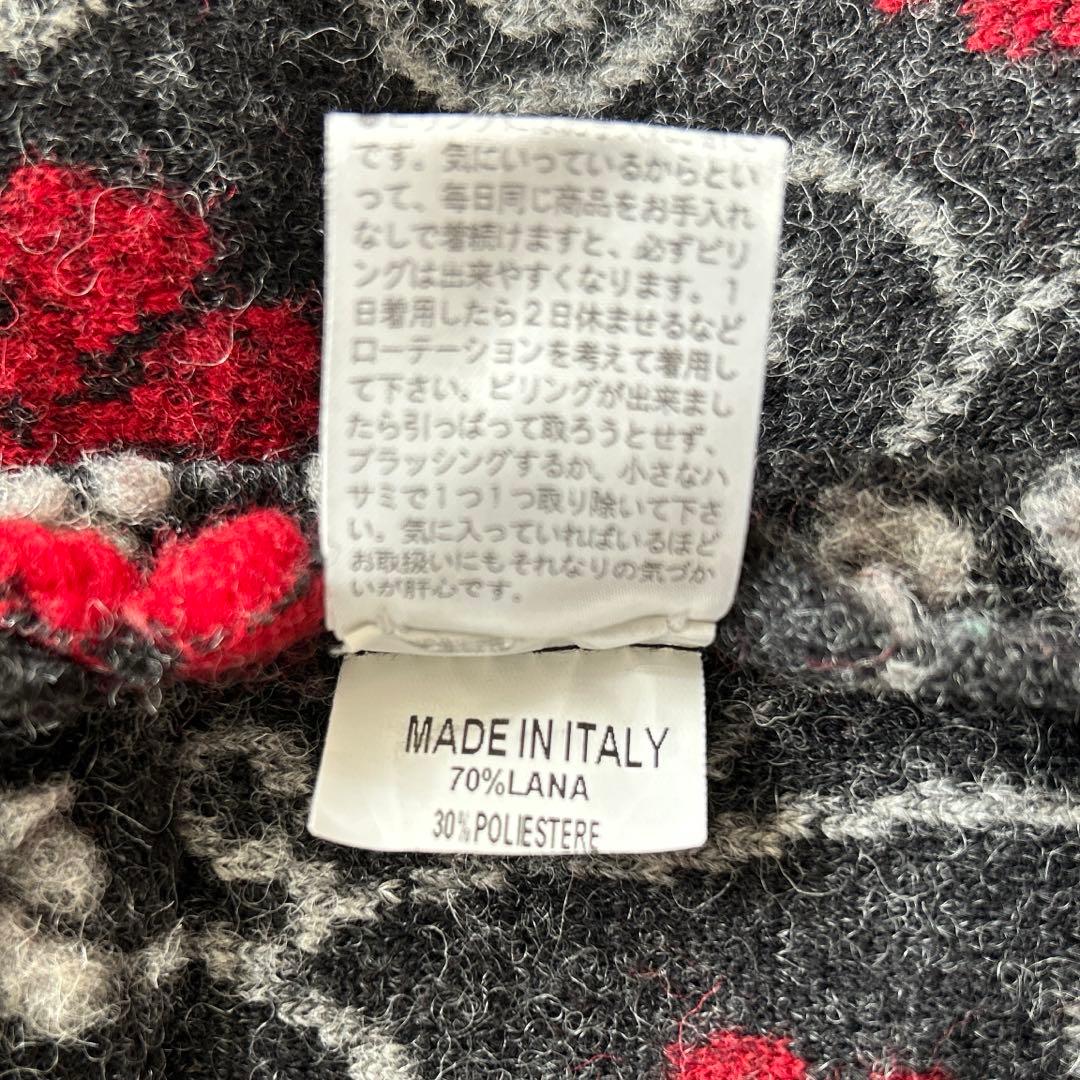 です。気にいっているからとい
って、毎日同じ商品をお手入れ
なしで着続けますと、必ずピリ
ングは出来やすくなります。1
日着用したら2日休ませるなど
ローテーションを考えて着用し
て下さい。ピリングが出来まし
たら引っぱって取ろうとせず、
ブラッシングするか、小さなハ
サミで1つ1つ取り除いて下さ
い。気に入っていればいるほど
お取扱いにもそれなりの気づか
いが肝心です。
MADE IN ITALY
70%LANA
30%POLIESTERE